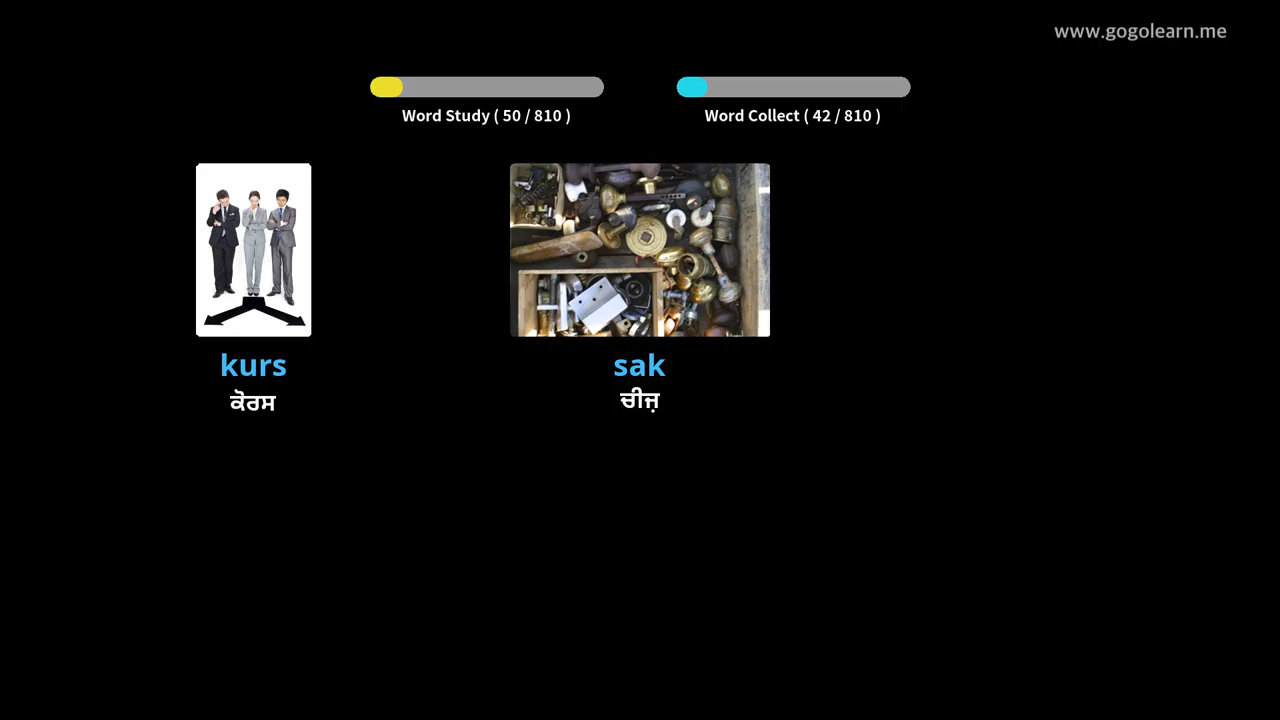 www.gogolearn.me
Word Study ( 50 / 810 )
Word Collect ( 42 / 810 )
kurs
ਕੋਰਸ
sak
ਚੀਜ਼